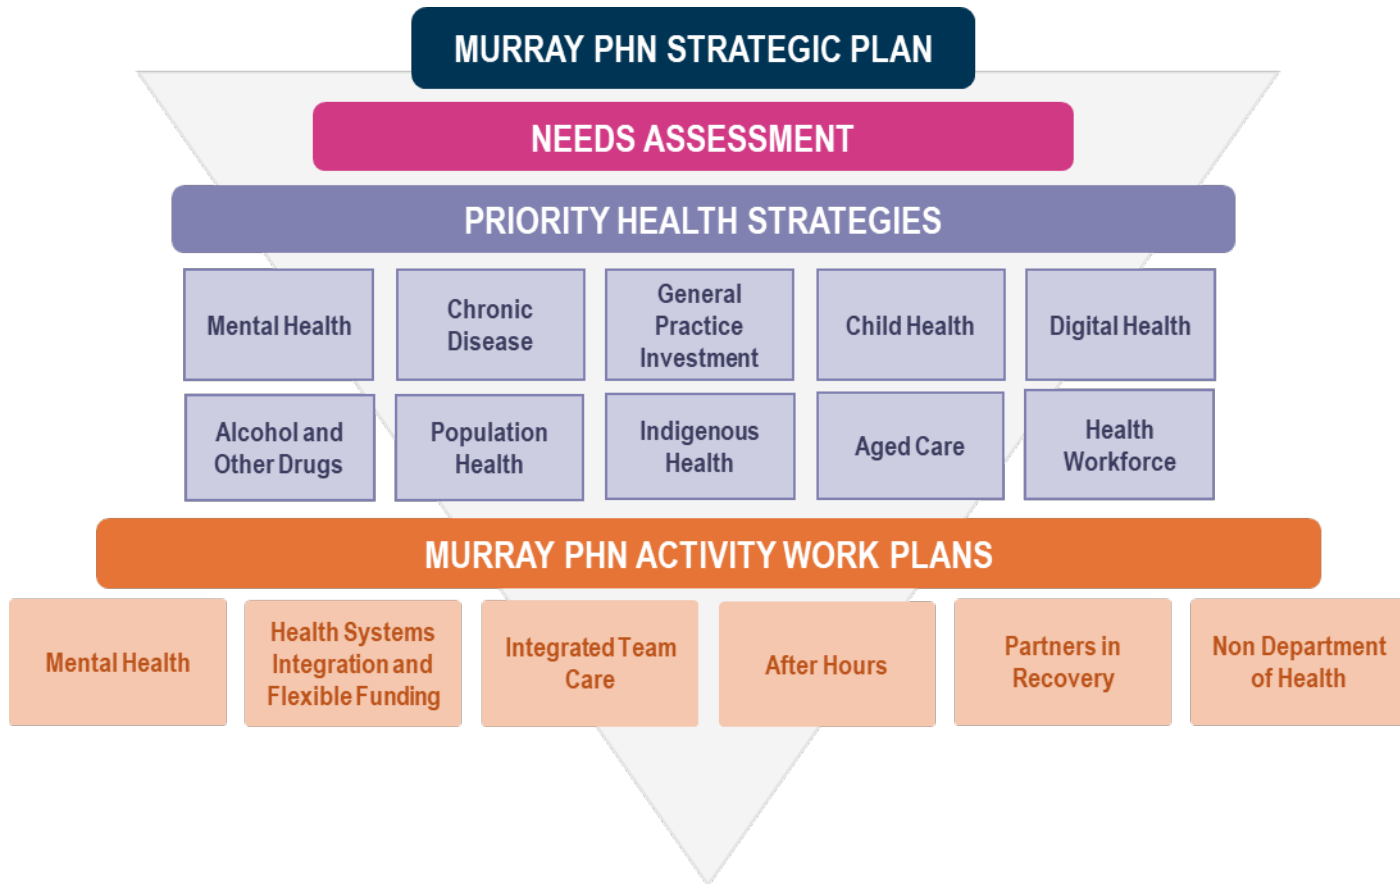 MURRAY PHN STRATEGIC PLAN
NEEDS ASSESSMENT
PRIORITY HEALTH STRATEGIES
Mental Health
Chronic
Disease
General
Practice
Investment
Child Health
Digital Health
Alcohol and
Other Drugs
Population
Health
Indigenous
Health
Aged Care
Health
Workforce
MURRAY PHN ACTIVITY WORK PLANS
Mental Health
Health Systems
Integration and
Flexible Funding
Integrated Team
Care
After Hours
Partners in
Recovery
Non Department
of Health